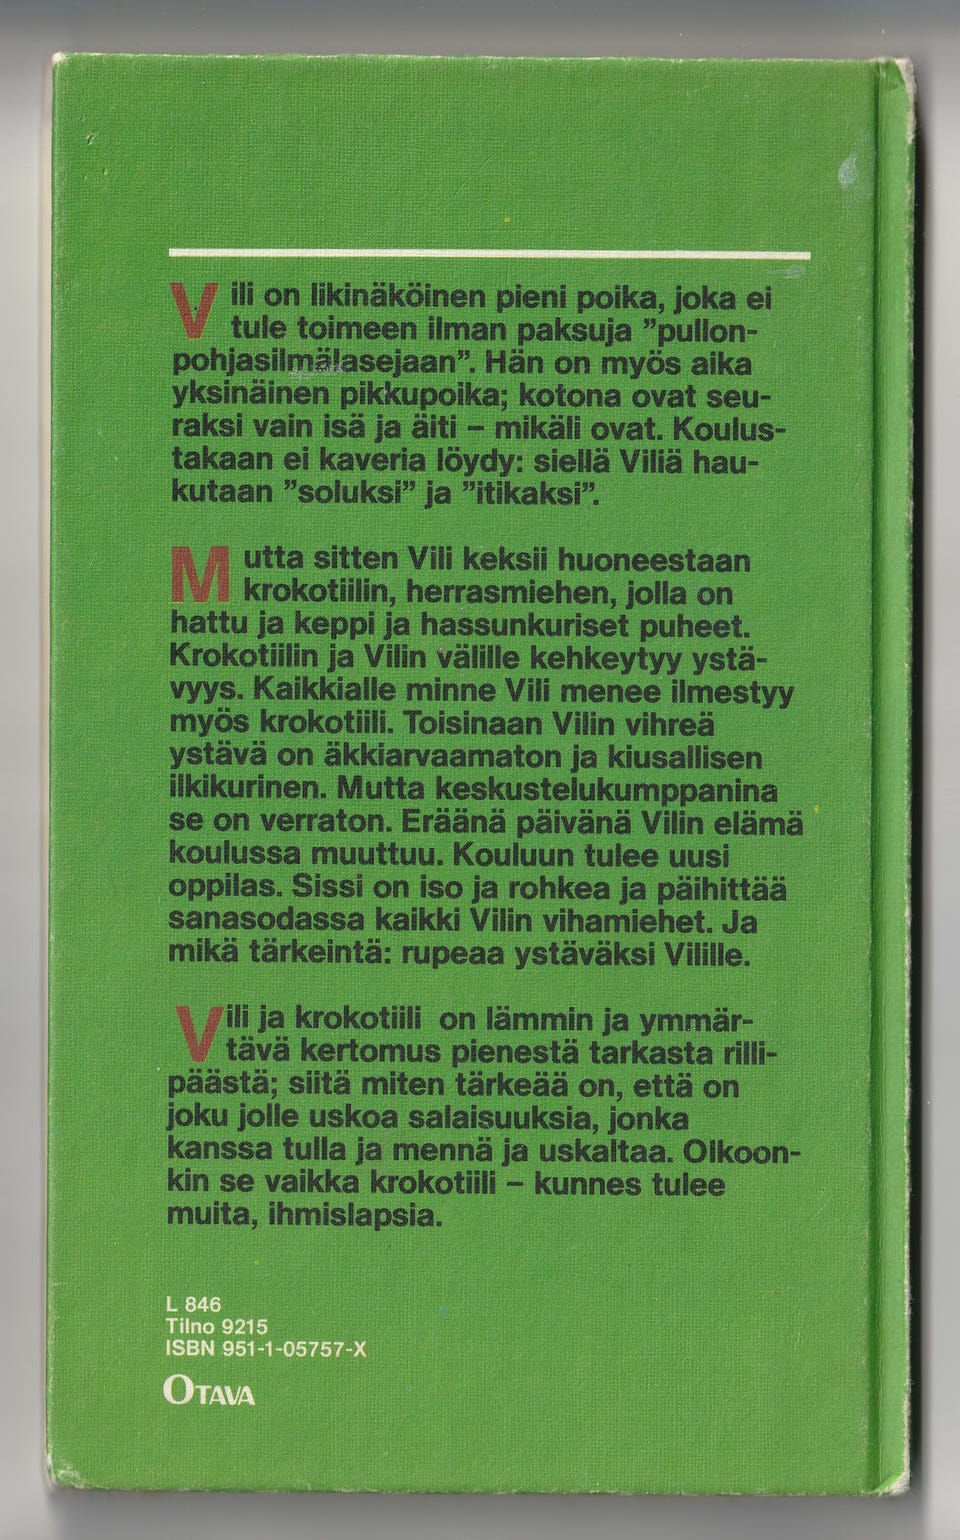 Vili on likinäköinen pieni poika, joka ei
tule toimeen ilman paksuja ”pullon-
pohjasilmälasejaan”. Hän on myös aika
yksinäinen pikkupoika; kotona ovat seu-
raksi vain isä ja äiti – mikäli ovat. Koulus-
takaan ei kaveria löydy: siellä Viliä hau-
kutaan ”soluksi” ja ”itikaksi”.
Mutta sitten Vili keksii huoneestaan
krokotiilin, herrasmiehen, jolla on
hattu ja keppi ja hassunkuriset puheet.
Krokotiilin ja Vilin välille kehkeytyy ystä-
vyys. Kaikkialle minne Vili menee ilmestyy
myös krokotiili. Toisinaan Vilin vihreä
ystävä on äkkiarvaamaton ja kiusallisen
ilkikurinen. Mutta keskustelukumppanina
se on verraton. Eräänä päivänä Vilin elämä
koulussa muuttuu. Kouluun tulee uusi
oppilas. Sissi on iso ja rohkea ja päihittää
sanasodassa kaikki Vilin vihamiehet. Ja
mikä tärkeintä: rupeaa ystäväksi Vilille.
Vili ja krokotiili on lämmin ja ymmär-
tävä kertomus pienestä tarkasta rilli-
päästä; siitä miten tärkeää on, että on
joku jolle uskoa salaisuuksia, jonka
kanssa tulla ja mennä ja uskaltaa. Olkoon-
kin se vaikka krokotiili – kunnes tulee
muita, ihmislapsia.
L 846
Tilno 9215
ISBN 951-1-05757-X
OTAVA